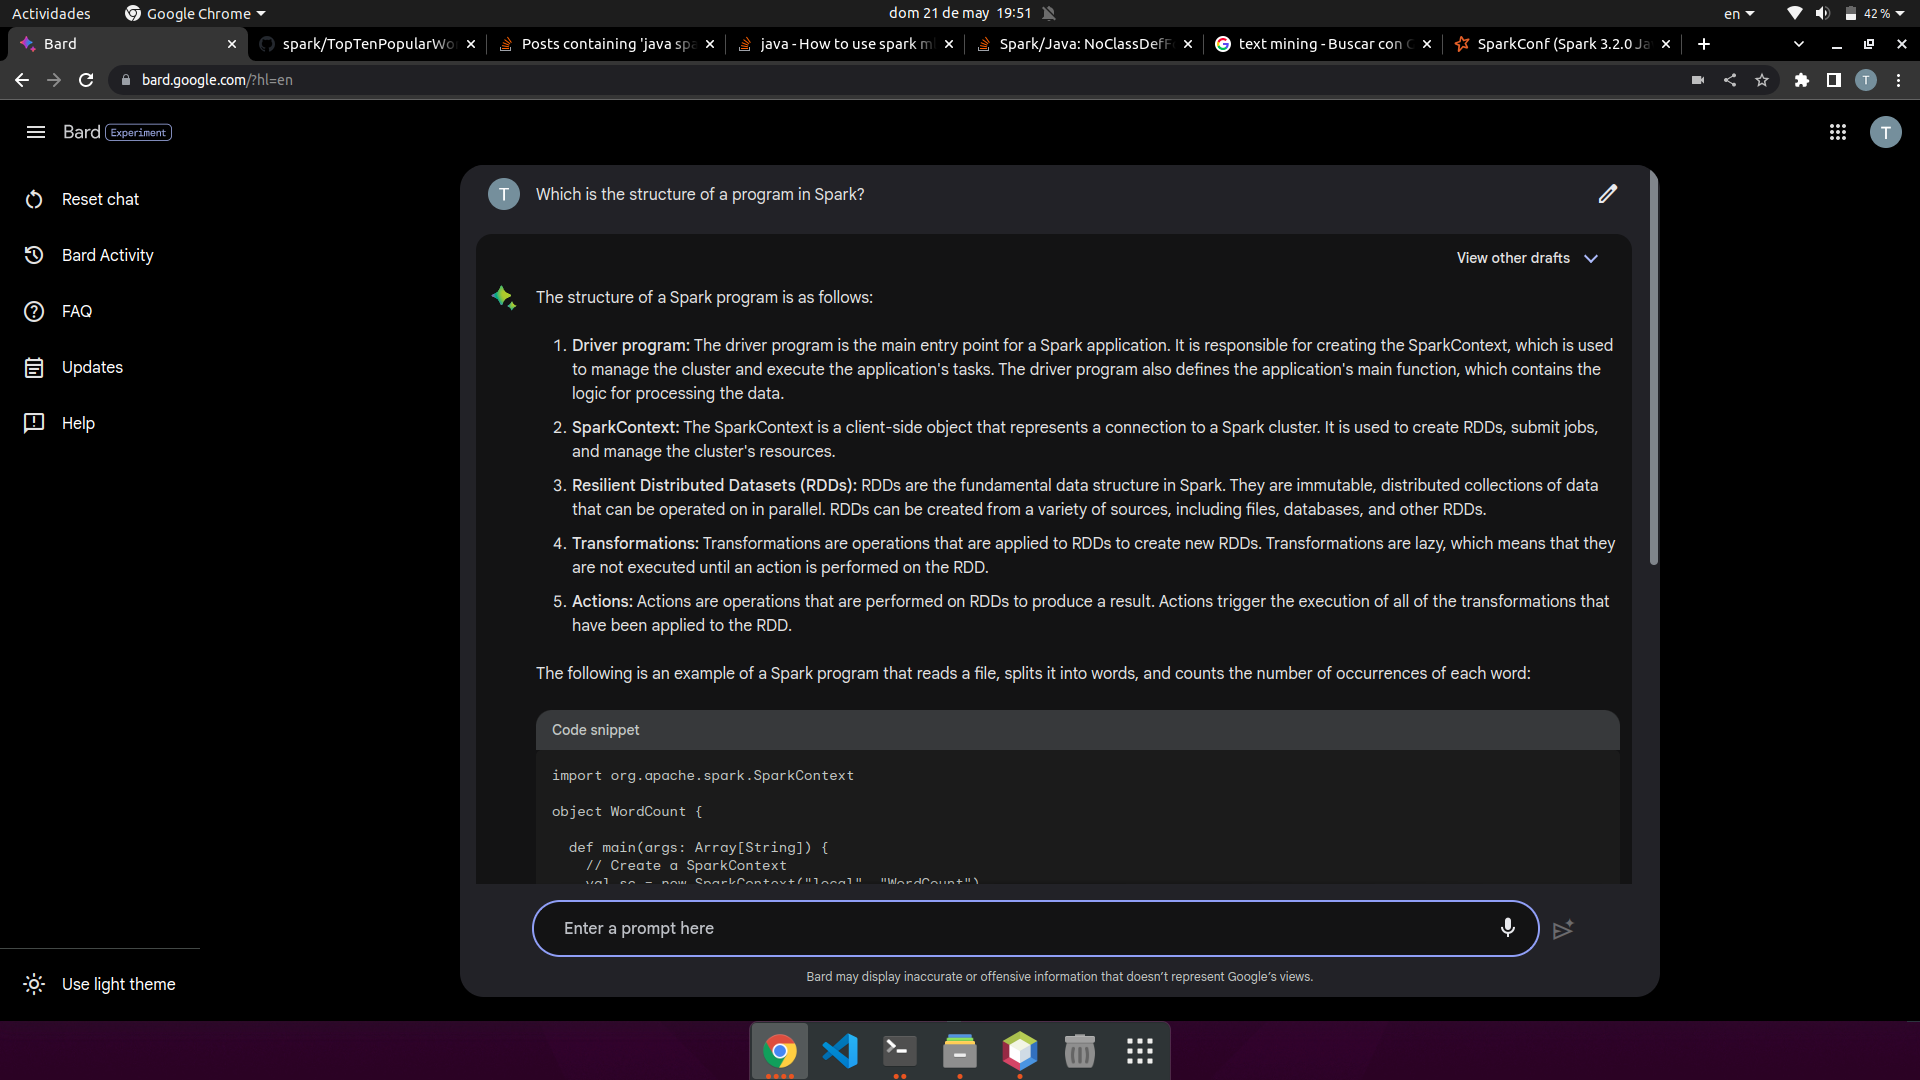 Actividades Google Chrome dom 21 de may 19:51 en 42 %
Bard spark/TopTenPopularWo Posts containing 'java spa java - How to use spark ml Spark/Java: NoClassDefF text mining - Buscar con G SparkConf (Spark 3.2.0 Ja
bard.google.com/?hl=en T
Bard Experiment T
Reset chat
Bard Activity
FAQ
Updates
Help
T Which is the structure of a program in Spark?
View other drafts
The structure of a Spark program is as follows:
1. Driver program: The driver program is the main entry point for a Spark application. It is responsible for creating the SparkContext, which is used
to manage the cluster and execute the application's tasks. The driver program also defines the application's main function, which contains the
logic for processing the data.
2. SparkContext: The SparkContext is a client-side object that represents a connection to a Spark cluster. It is used to create RDDs, submit jobs,
and manage the cluster's resources.
3. Resilient Distributed Datasets (RDDs): RDDs are the fundamental data structure in Spark. They are immutable, distributed collections of data
that can be operated on in parallel. RDDs can be created from a variety of sources, including files, databases, and other RDDs.
4. Transformations: Transformations are operations that are applied to RDDs to create new RDDs. Transformations are lazy, which means that they
are not executed until an action is performed on the RDD.
5. Actions: Actions are operations that are performed on RDDs to produce a result. Actions trigger the execution of all of the transformations that
have been applied to the RDD.
The following is an example of a Spark program that reads a file, splits it into words, and counts the number of occurrences of each word:
Code snippet
import org.apache.spark.SparkContext
object WordCount {
def main(args: Array[String]) {
// Create a SparkContext
val sc = new SparkContext("local", "WordCount")
Enter a prompt here
Bard may display inaccurate or offensive information that doesn't represent Google's views.
Use light theme